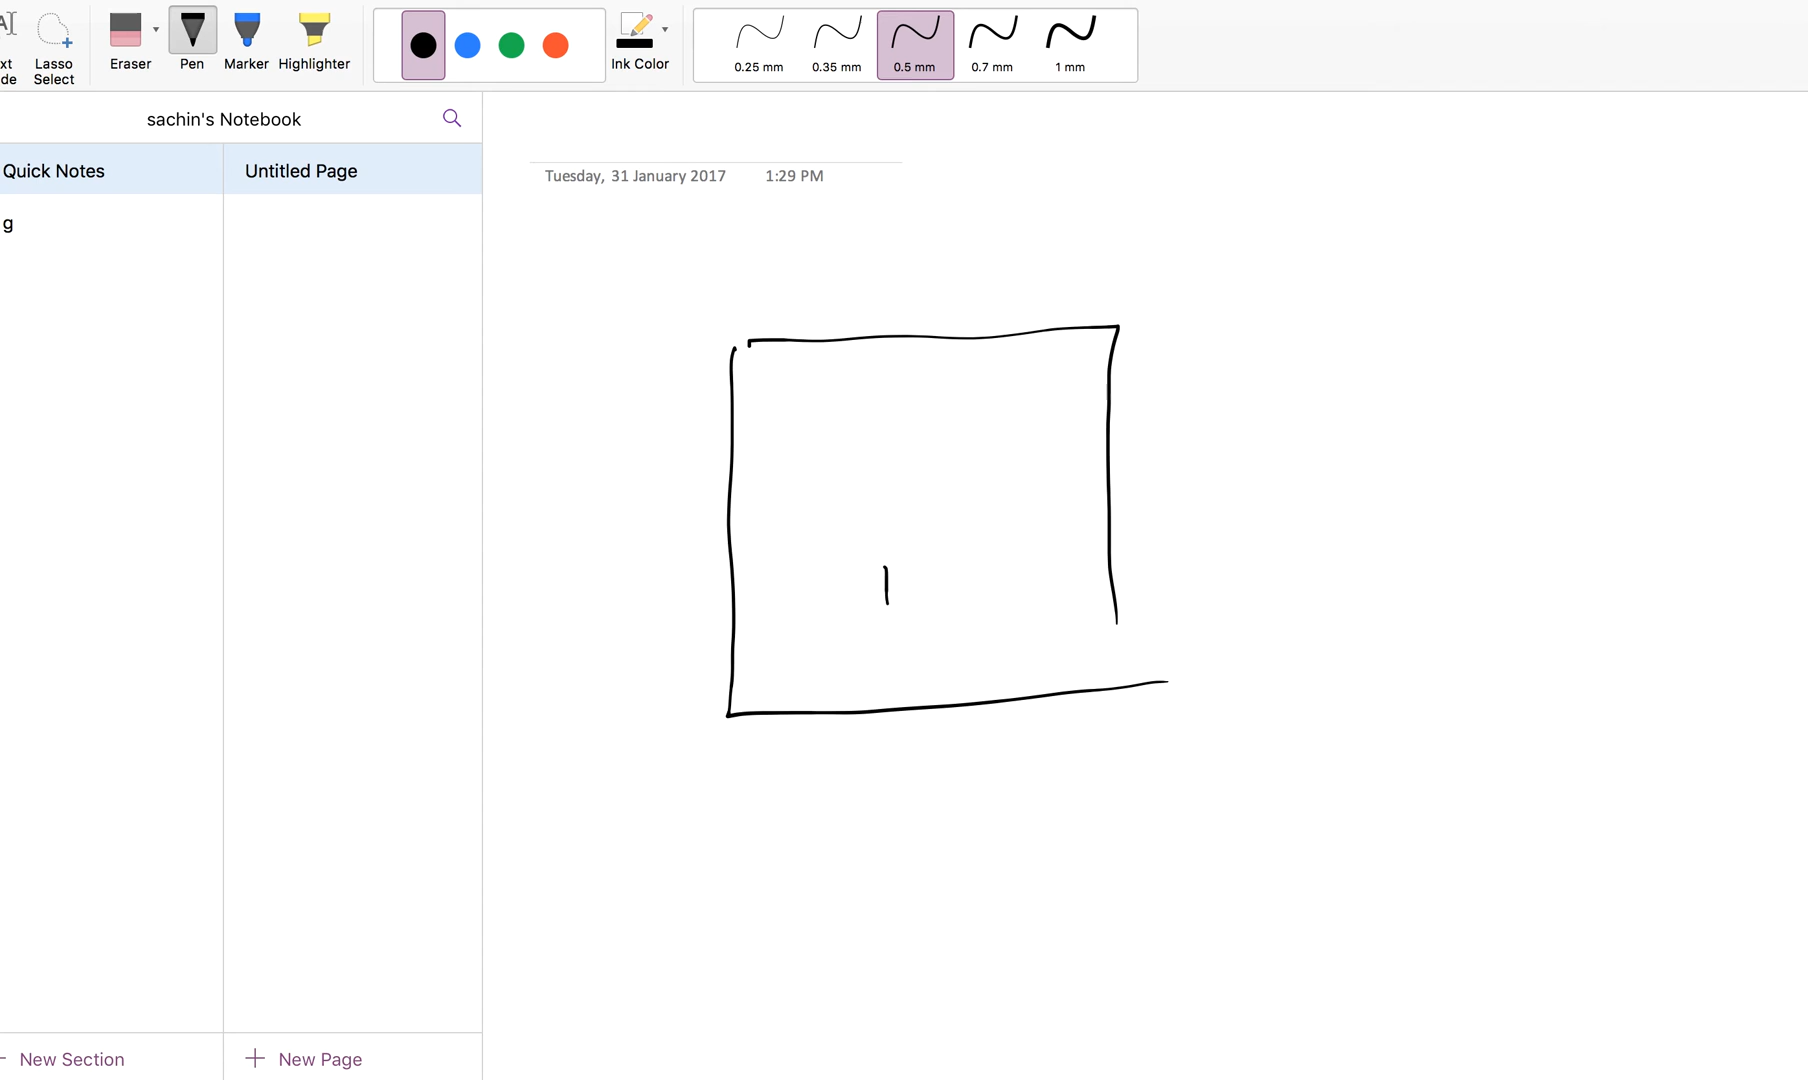 xt
de
Lasso
Select
Eraser
Pen
Marker
Highlighter
Ink Color
0.25 mm
0.35 mm
0.5 mm
0.7 mm
1 mm
sachin's Notebook
Quick Notes
Untitled Page
g
Tuesday, 31 January 2017 1:29 PM
New Section
New Page